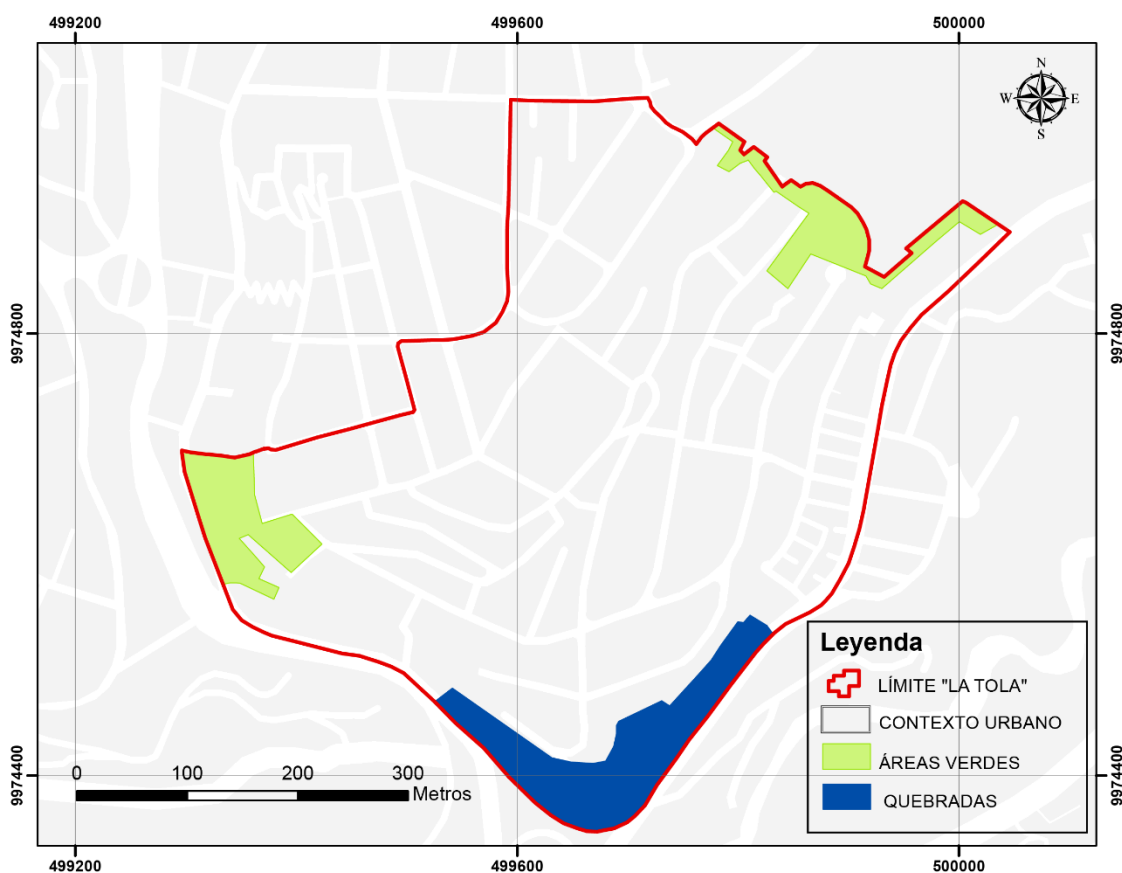 499200 499600 500000
N
W E
S
9974800 9974800
Leyenda
LÍMITE "LA TOLA"
CONTEXTO URBANO
ÁREAS VERDES
QUEBRADAS
9974400 9974400
0 100 200 300
Metros
499200 499600 500000